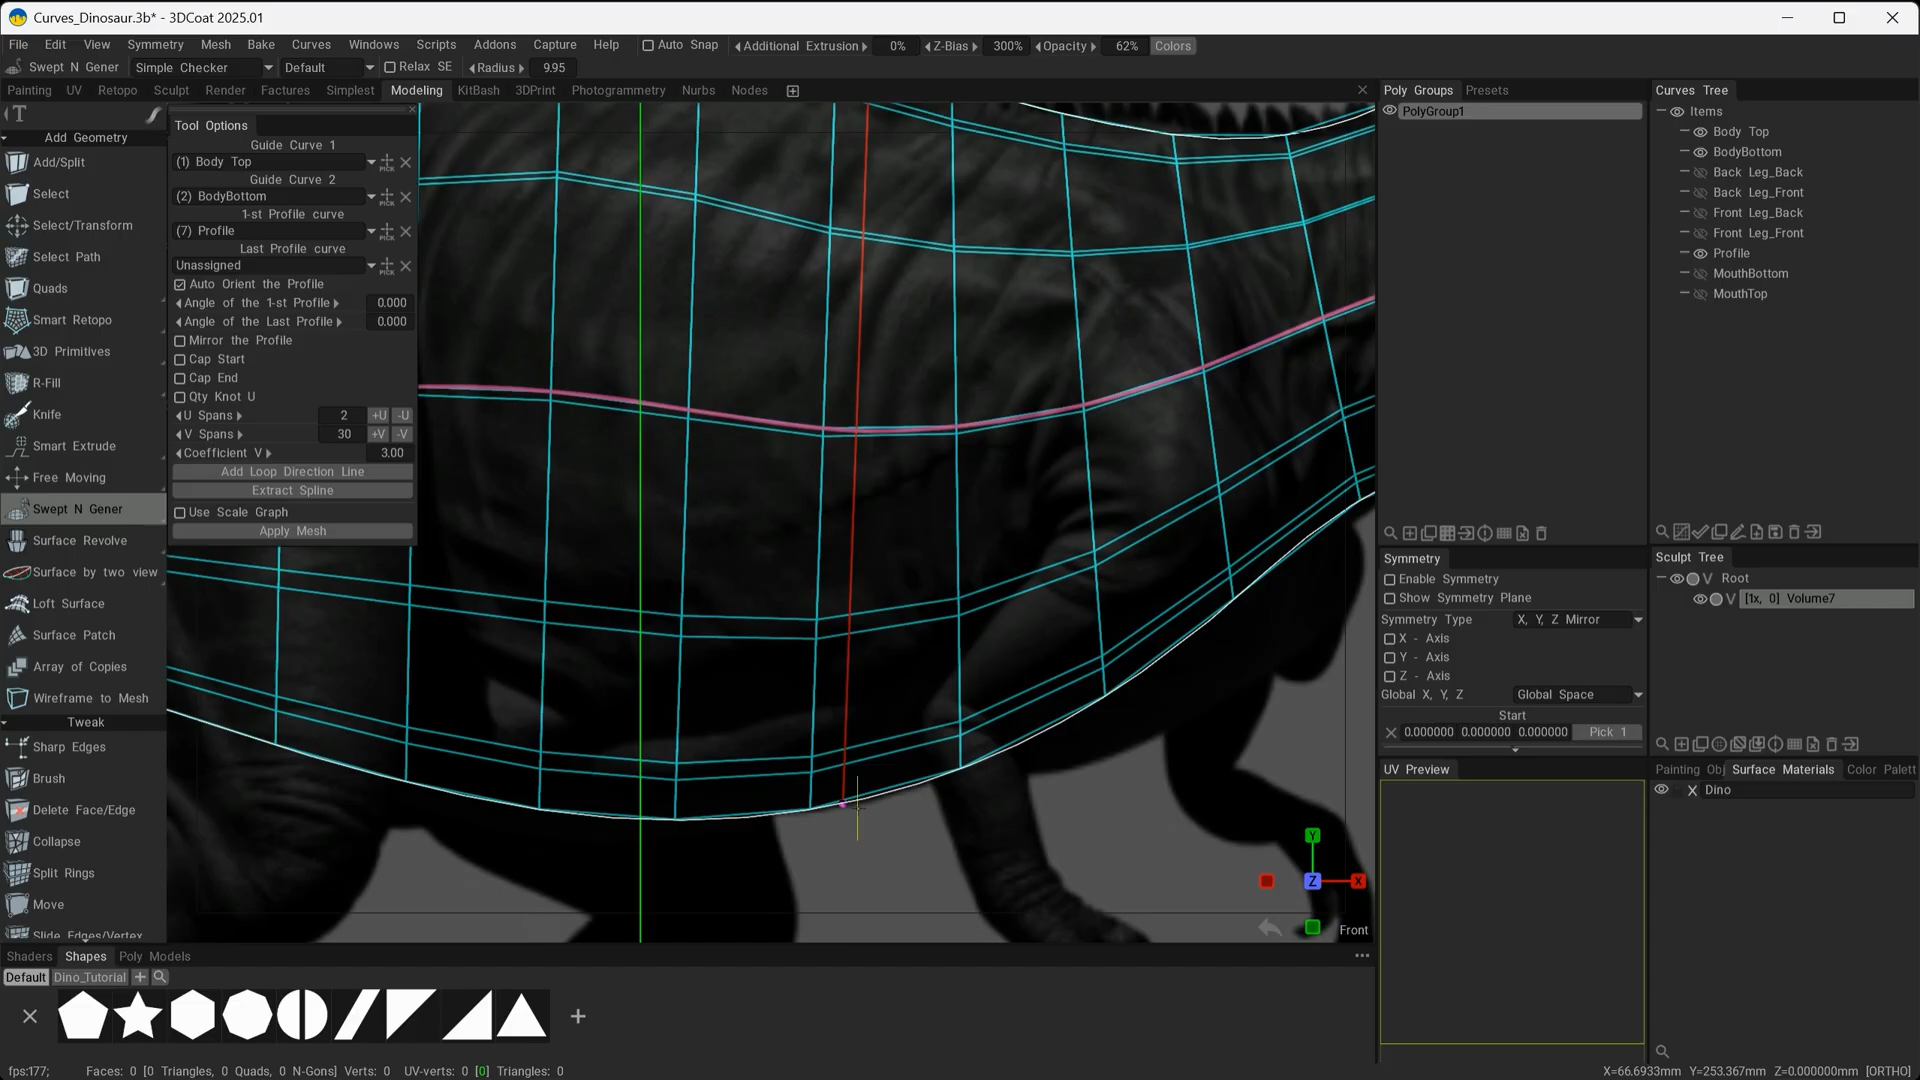 Curves_Dinosaur.3b* - 3DCoat 2025.01
File Edit View Symmetry Mesh Bake Curves Windows Scripts Addons Capture Help Auto Snap Additional Extrusion 0% Z-Bias 300% Opacity 62% Colors
Swept N Gener Simple Checker Default Relax SE Radius 9.95
Painting UV Retopo Sculpt Render Factures Simplest Modeling KitBash 3DPrint Photogrammetry Nurbs Nodes
T
Add Geometry
Add/Split
Select
Select/Transform
Select Path
Quads
Smart Retopo
3D Primitives
R-Fill
Knife
Smart Extrude
Free Moving
Swept N Gener
Surface Revolve
Surface by two view
Loft Surface
Surface Patch
Array of Copies
Wireframe to Mesh
Tweak
Sharp Edges
Brush
Delete Face/Edge
Collapse
Split Rings
Move
Slide Edges/Vertex
Tool Options
Guide Curve 1
(1) Body Top PICK
Guide Curve 2
(2) BodyBottom PICK
1-st Profile curve
(7) Profile PICK
Last Profile curve
Unassigned PICK
Auto Orient the Profile
Angle of the 1-st Profile 0.000
Angle of the Last Profile 0.000
Mirror the Profile
Cap Start
Cap End
Qty Knot U
U Spans 2 +U -U
V Spans 30 +V -V
Coefficient V 3.00
Add Loop Direction Line
Extract Spline
Use Scale Graph
Apply Mesh
Y
Z X
Front
Poly Groups Presets
PolyGroup1
Symmetry
Enable Symmetry
Show Symmetry Plane
Symmetry Type X, Y, Z Mirror
X - Axis
Y - Axis
Z - Axis
Global X, Y, Z Global Space
Start
0.000000 0.000000 0.000000 Pick 1
UV Preview
Curves Tree
Items
Body Top
BodyBottom
Back Leg_Back
Back Leg_Front
Front Leg_Back
Front Leg_Front
Profile
MouthBottom
MouthTop
Sculpt Tree
V Root
V [1x, 0] Volume7
Painting Obj Surface Materials Color Palett
X Dino
Shaders Shapes Poly Models
Default Dino_Tutorial
fps:177; Faces: 0 [0 Triangles, 0 Quads, 0 N-Gons] Verts: 0 UV-verts: 0 [0] Triangles: 0
X=66.6933mm Y=253.367mm Z=0.000000mm [ORTHO]